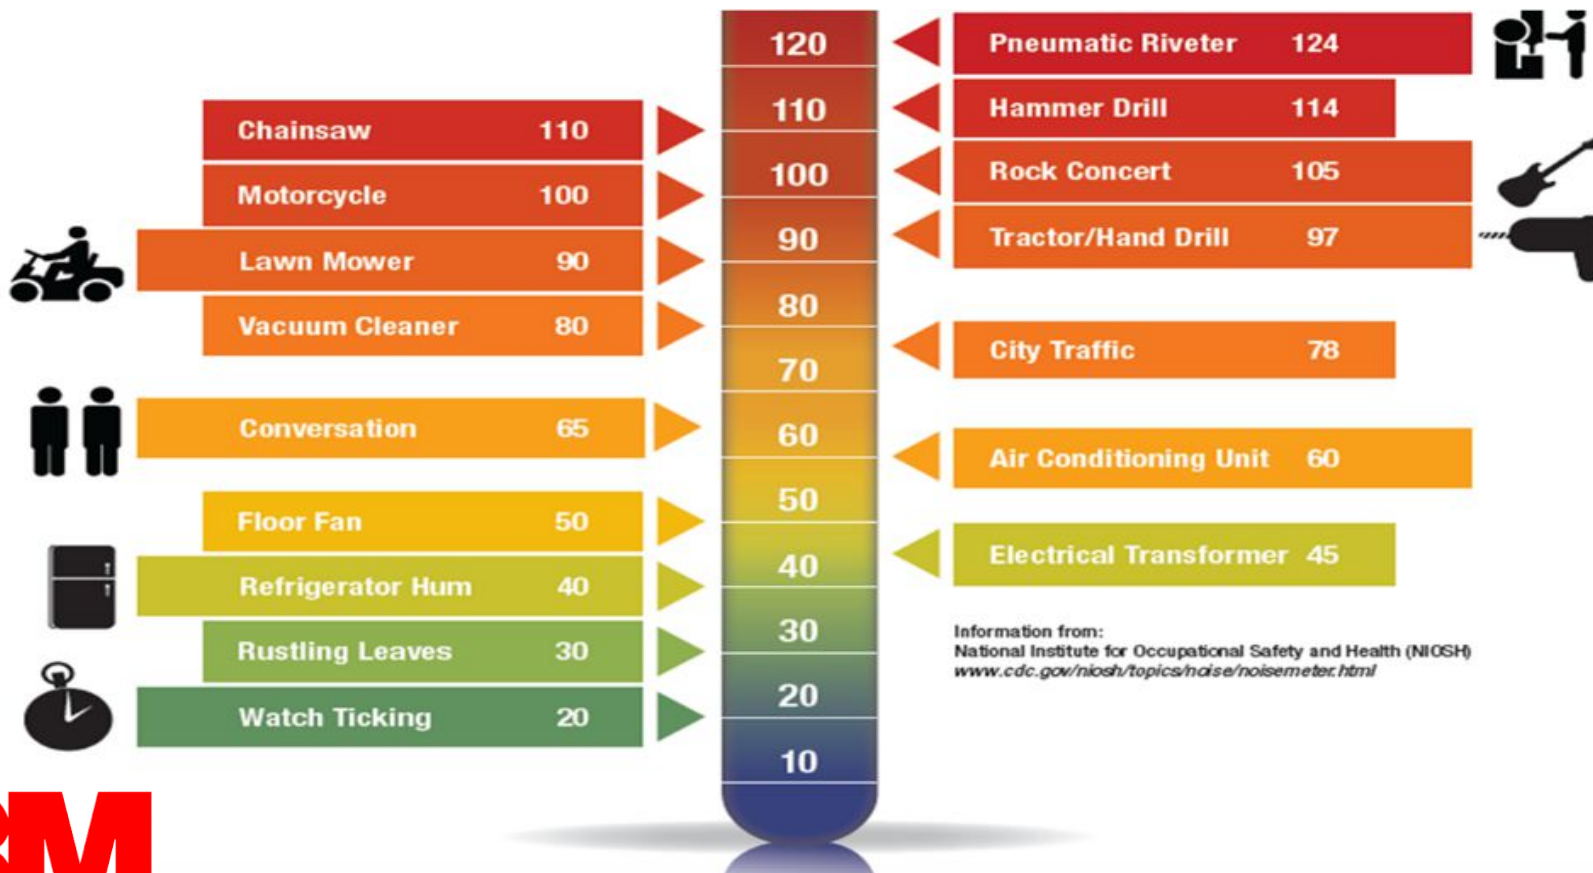 120
110
100
90
80
70
60
50
40
30
20
10
Chainsaw 110
Motorcycle 100
Lawn Mower 90
Vacuum Cleaner 80
Conversation 65
Floor Fan 50
Refrigerator Hum 40
Rustling Leaves 30
Watch Ticking 20
Pneumatic Riveter 124
Hammer Drill 114
Rock Concert 105
Tractor/Hand Drill 97
City Traffic 78
Air Conditioning Unit 60
Electrical Transformer 45
Information from:
National Institute for Occupational Safety and Health (NIOSH)
www.cdc.gov/niosh/topics/noise/noisemeter.html